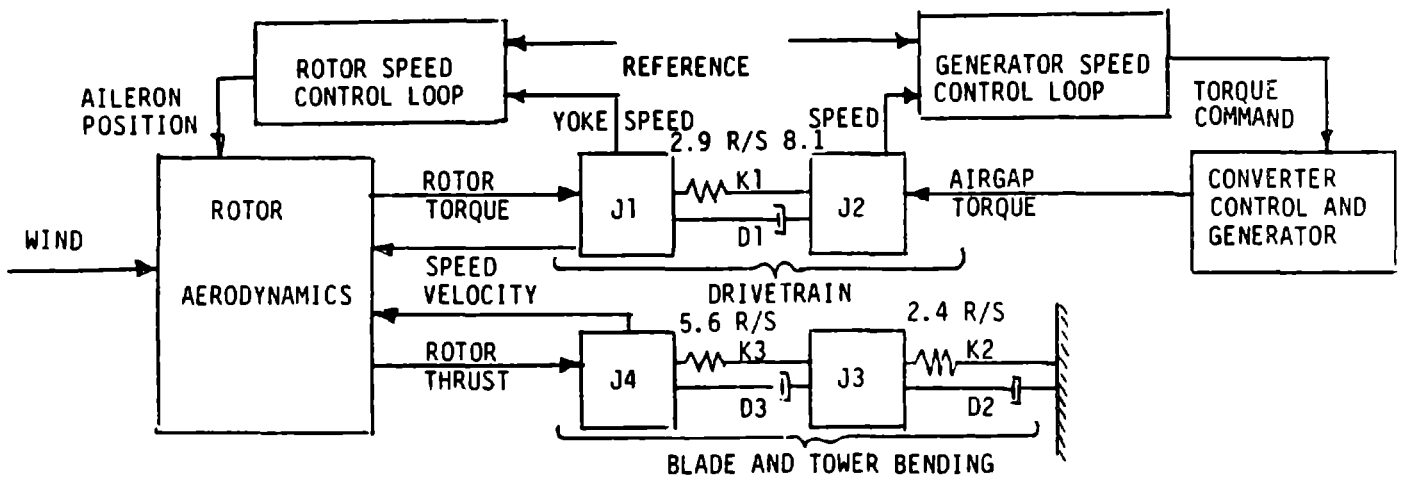 ROTOR SPEED
CONTROL LOOP
REFERENCE
GENERATOR SPEED
CONTROL LOOP
AILERON
POSITION
YOKE SPEED
SPEED
TORQUE
COMMAND
2.9 R/S 8.1
ROTOR
AERODYNAMICS
WIND
ROTOR
TORQUE
J1
K1
D1
J2
AIRGAP
TORQUE
CONVERTER
CONTROL AND
GENERATOR
SPEED
VELOCITY
DRIVETRAIN
5.6 R/S
2.4 R/S
ROTOR
THRUST
J4
K3
D3
J3
K2
D2
BLADE AND TOWER BENDING